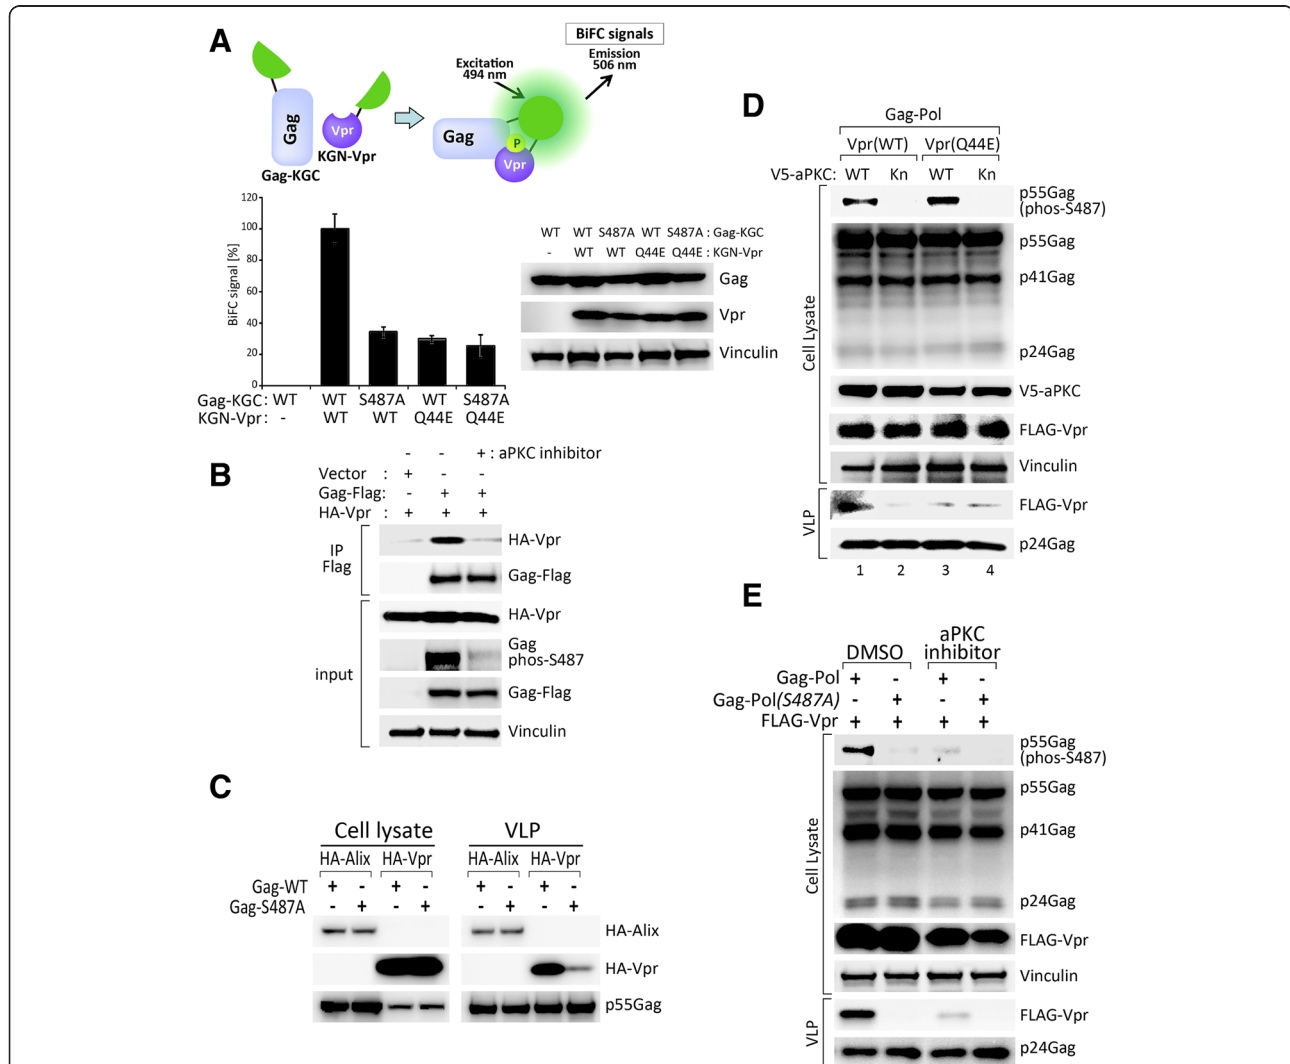 A
BiFC signals
Excitation
494 nm
Emission
506 nm
Gag
Vpr
KGN-Vpr
Gag-KGC
Gag
P
Vpr
120
100
80
60
40
20
0
BiFC signal [%]
Gag-KGC: WT WT S487A WT S487A
KGN-Vpr: - WT WT Q44E Q44E
WT WT S487A WT S487A : Gag-KGC
- WT WT Q44E Q44E : KGN-Vpr
Gag
Vpr
Vinculin
B
- - + : aPKC inhibitor
Vector : + - -
Gag-Flag: - + +
HA-Vpr : + + +
IP
Flag
HA-Vpr
Gag-Flag
input
HA-Vpr
Gag
phos-S487
Gag-Flag
Vinculin
C
Cell lysate VLP
HA-Alix HA-Vpr HA-Alix HA-Vpr
Gag-WT + - + - + - + -
Gag-S487A - + - + - + - +
HA-Alix
HA-Vpr
p55Gag
D
Gag-Pol
Vpr(WT) Vpr(Q44E)
V5-aPKC: WT Kn WT Kn
Cell Lysate
p55Gag
(phos-S487)
p55Gag
p41Gag
p24Gag
V5-aPKC
FLAG-Vpr
Vinculin
VLP
FLAG-Vpr
p24Gag
1 2 3 4
E
DMSO
aPKC
inhibitor
Gag-Pol + - + -
Gag-Pol(S487A) - + - +
FLAG-Vpr + + + +
Cell Lysate
p55Gag
(phos-S487)
p55Gag
p41Gag
p24Gag
FLAG-Vpr
Vinculin
VLP
FLAG-Vpr
p24Gag